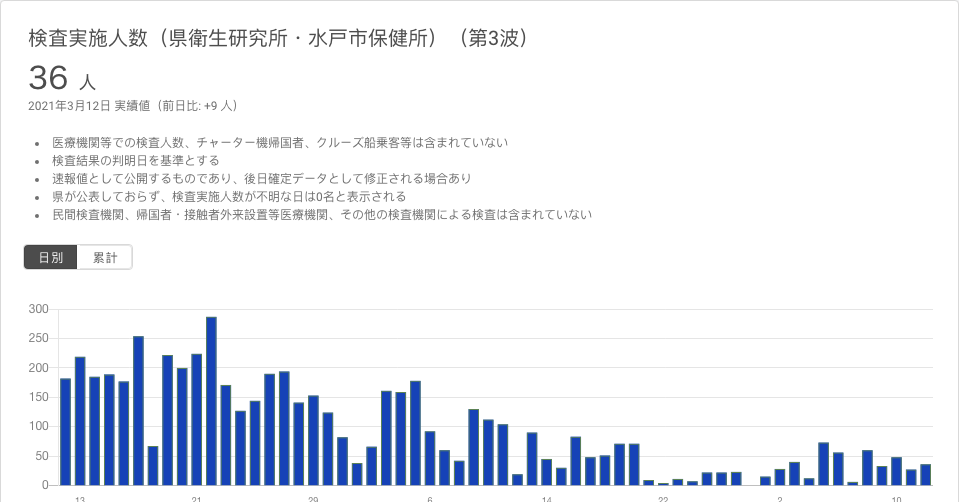 検査実施人数（県衛生研究所・水戸市保健所）（第3波）
36 人
2021年3月12日 実績値（前日比: +9 人）
• 医療機関等での検査人数、チャーター機帰国者、クルーズ船乗客等は含まれていない
• 検査結果の判明日を基準とする
• 速報値として公開するものであり、後日確定データとして修正される場合あり
• 県が公表しておらず、検査実施人数が不明な日は0名と表示される
• 民間検査機関、帰国者・接触者外来設置等医療機関、その他の検査機関による検査は含まれていない
日別 累計
300
250
200
150
100
50
0
13 21 29 6 14 22 2 10